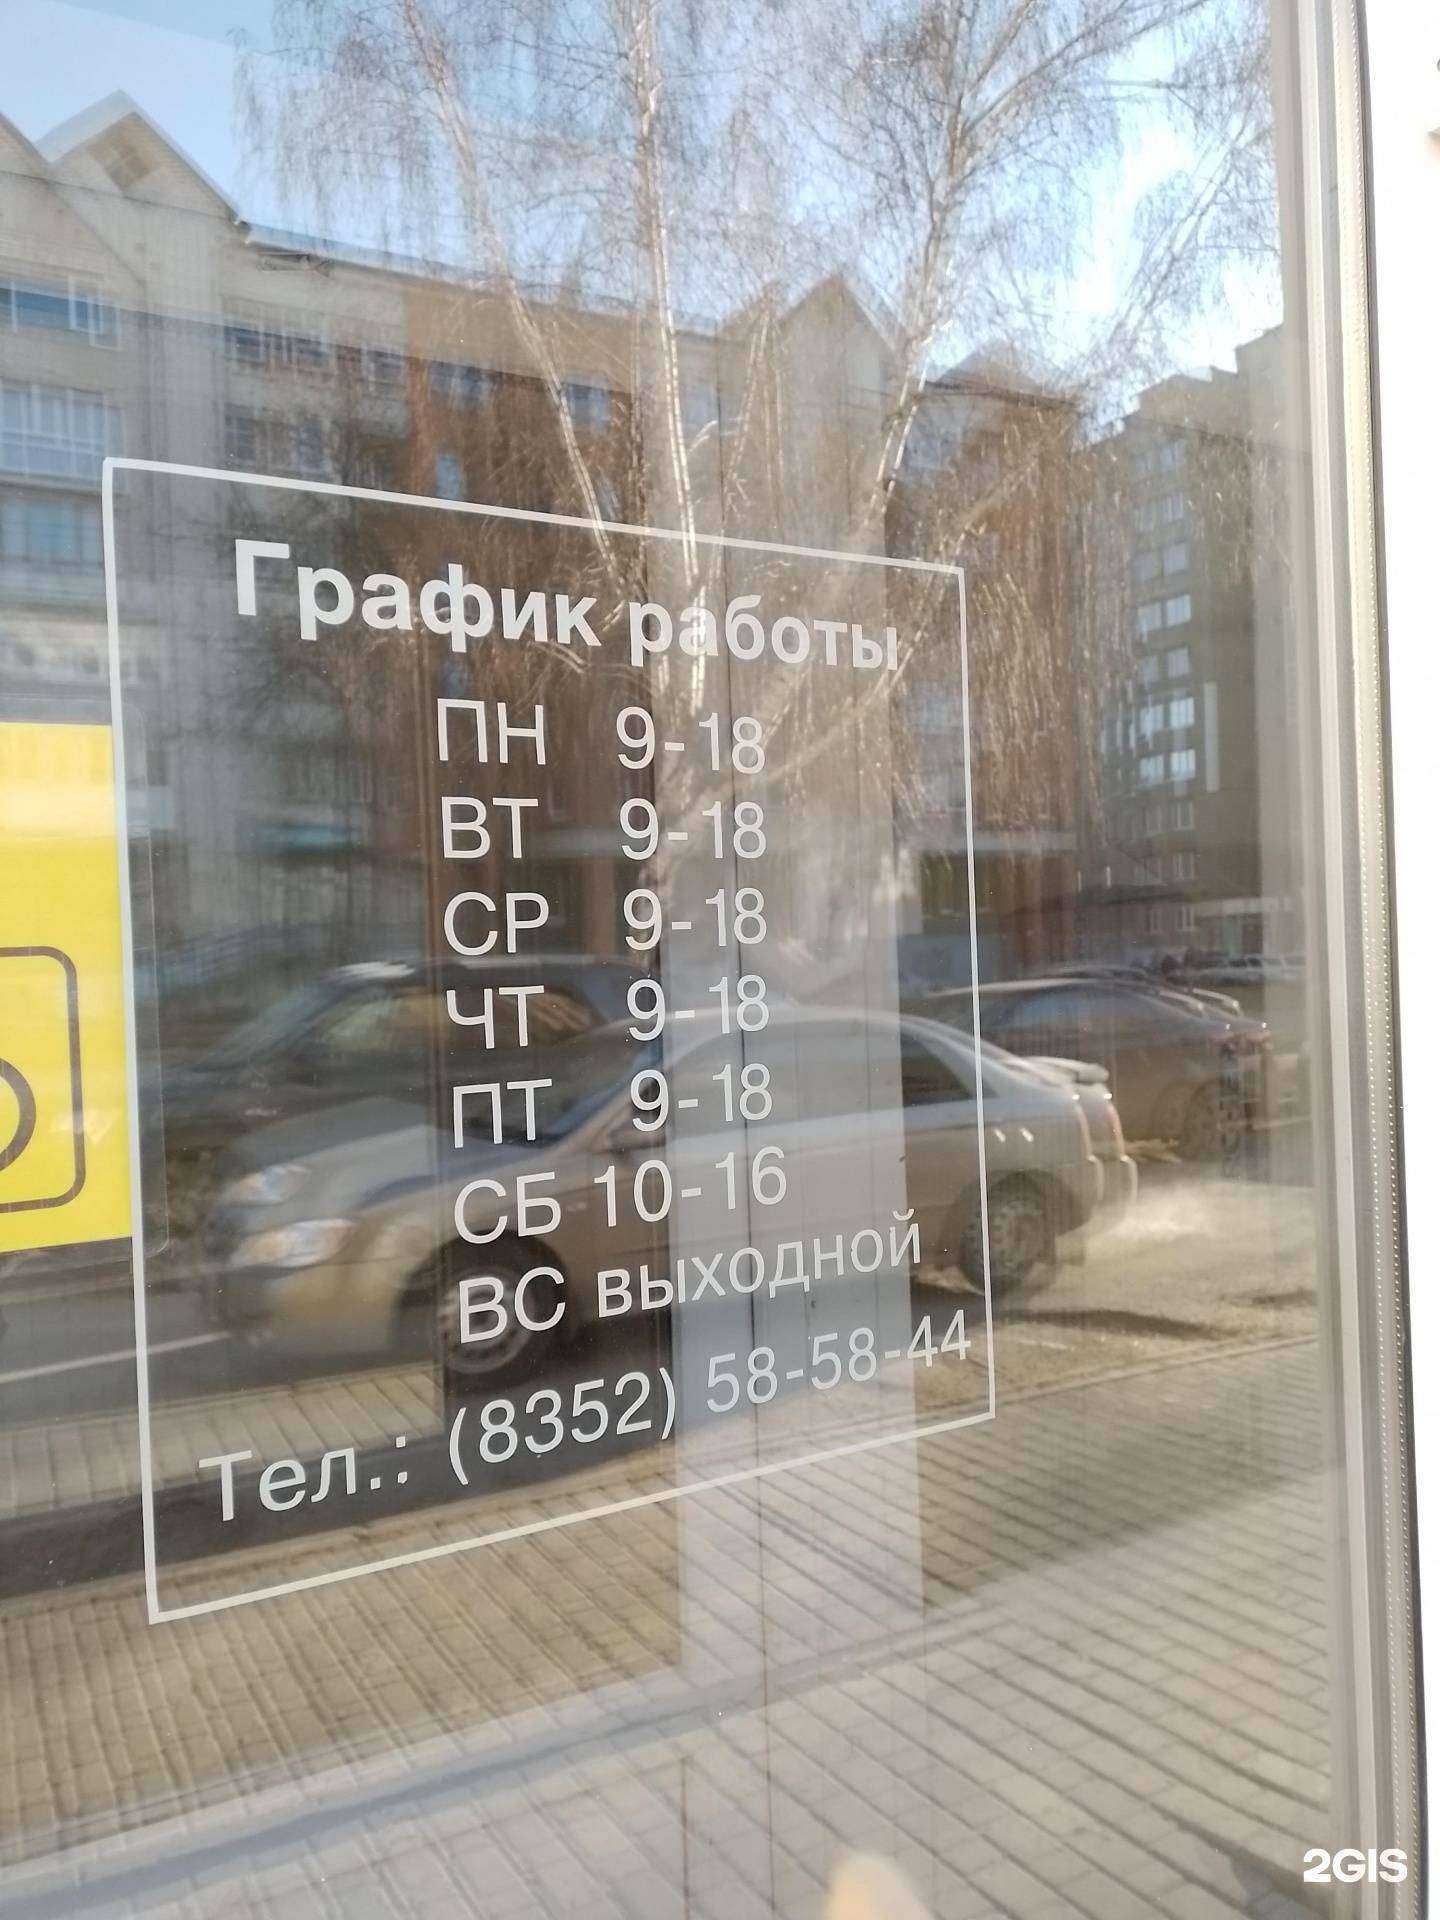 График работы
ПН 9-18
ВТ 9-18
СР 9-18
ЧТ 9-18
ПТ 9-18
СБ 10-16
ВС выходной
Тел.: (8352) 58-58-44
2GIS